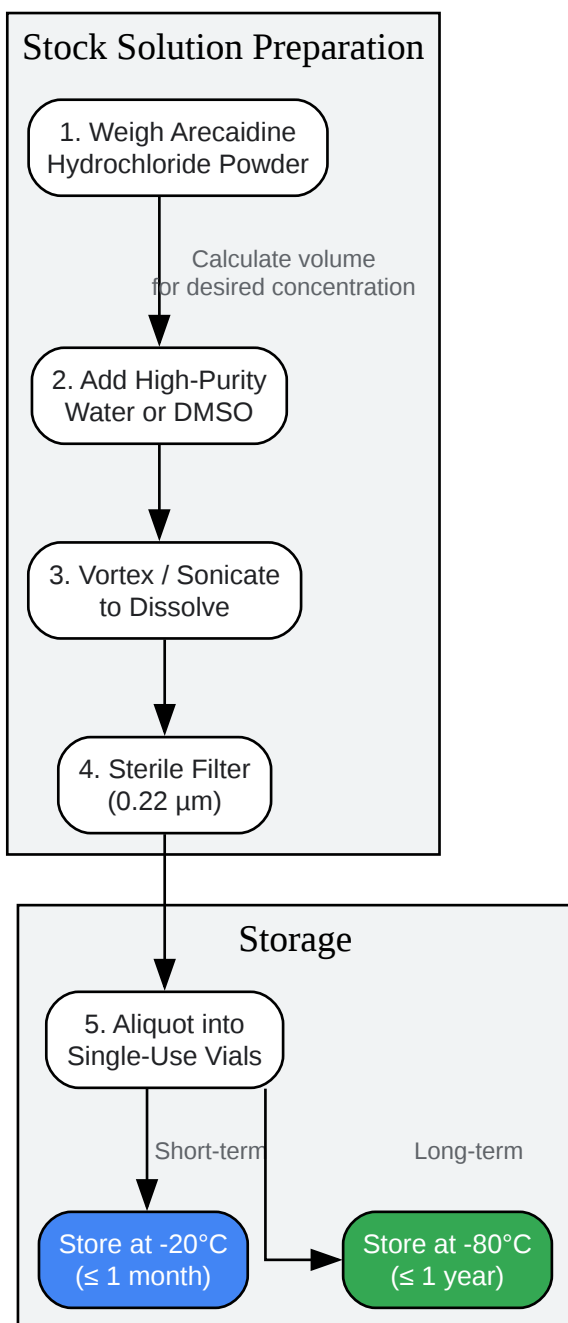 Stock Solution Preparation
1. Weigh Arecaidine
Hydrochloride Powder
Calculate volume
for desired concentration
2. Add High-Purity
Water or DMSO
3. Vortex / Sonicate
to Dissolve
4. Sterile Filter
(0.22 µm)
Storage
5. Aliquot into
Single-Use Vials
Short-term
Long-term
Store at -20°C
(≤ 1 month)
Store at -80°C
(≤ 1 year)